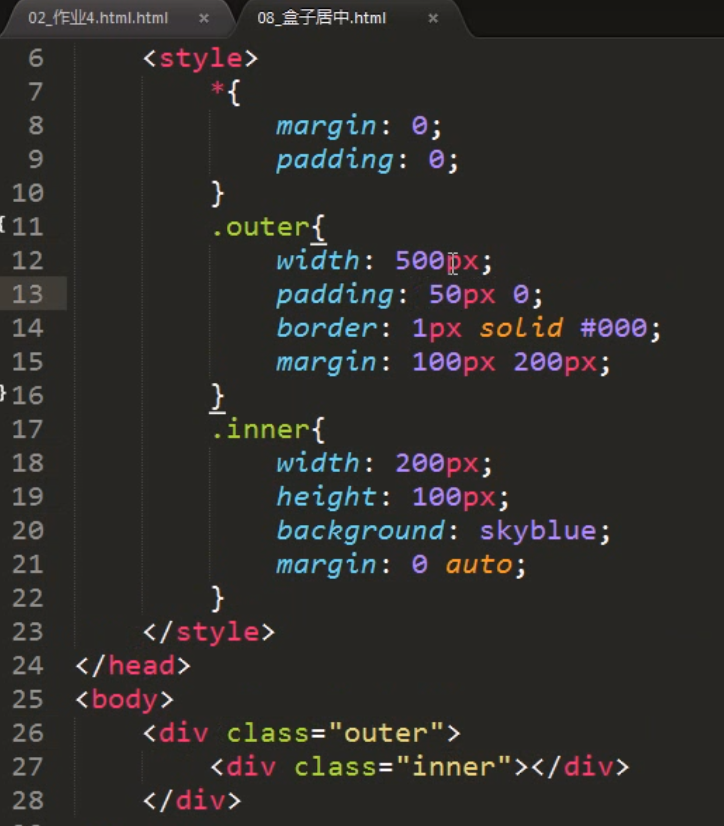 02_作业4.html.html × 08_盒子居中.html ×
6 <style>
7 *{
8 margin: 0;
9 padding: 0;
10 }
{ 11 .outer{
12 width: 500px;
13 padding: 50px 0;
14 border: 1px solid #000;
15 margin: 100px 200px;
} 16 }
17 .inner{
18 width: 200px;
19 height: 100px;
20 background: skyblue;
21 margin: 0 auto;
22 }
23 </style>
24 </head>
25 <body>
26 <div class="outer">
27 <div class="inner"></div>
28 </div>